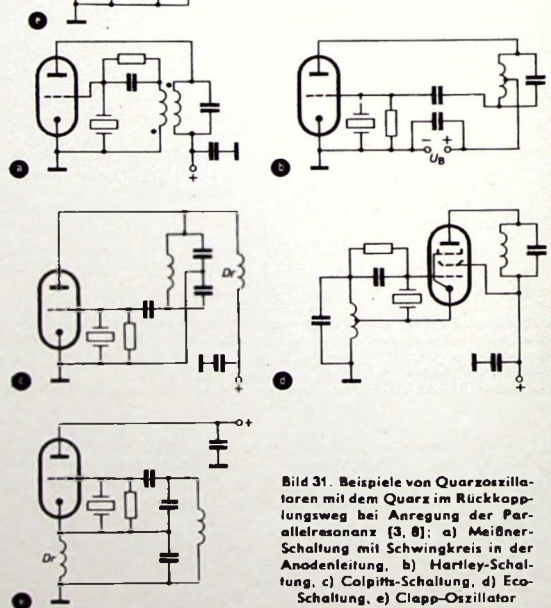 a
+
b
− +
U_B
c
Dr
+
d
+
e
+
Dr
Bild 31. Beispiele von Quarzoszilla-
toren mit dem Quarz im Rückkopp-
lungsweg bei Anregung der Par-
allelresonanz [3, 8]; a) Meißner-
Schaltung mit Schwingkreis in der
Anodenleitung, b) Hartley-Schal-
tung, c) Colpitts-Schaltung, d) Eco-
Schaltung, e) Clapp-Oszillator